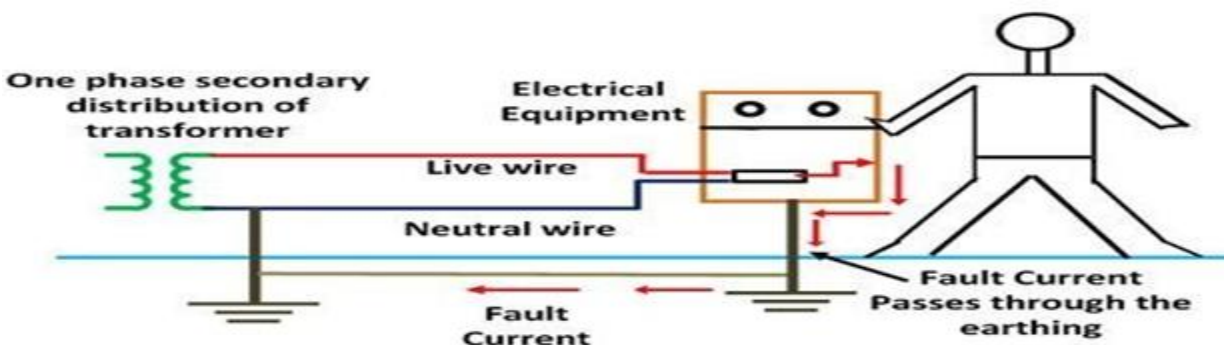 One phase secondary
distribution of
transformer
Electrical
Equipment
Live wire
Neutral wire
Fault
Current
Fault Current
Passes through the
earthing